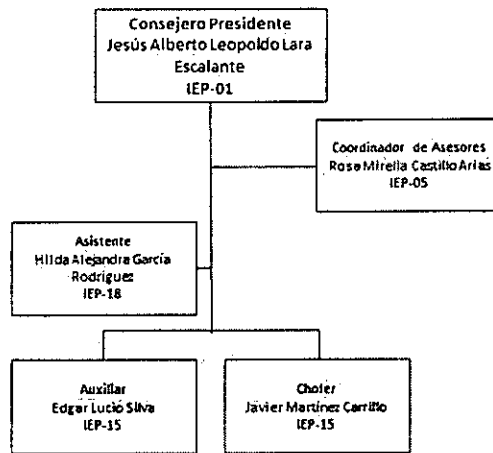 Consejero Presidente
Jesús Alberto Leopoldo Lara
Escalante
IEP-01
Coordinador de Asesores
Rosa Mirella Castillo Arias
IEP-05
Asistente
Hilda Alejandra García
Rodríguez
IEP-18
Auxiliar
Edgar Lucio Silva
IEP-15
Chofer
Javier Martínez Carrillo
IEP-15